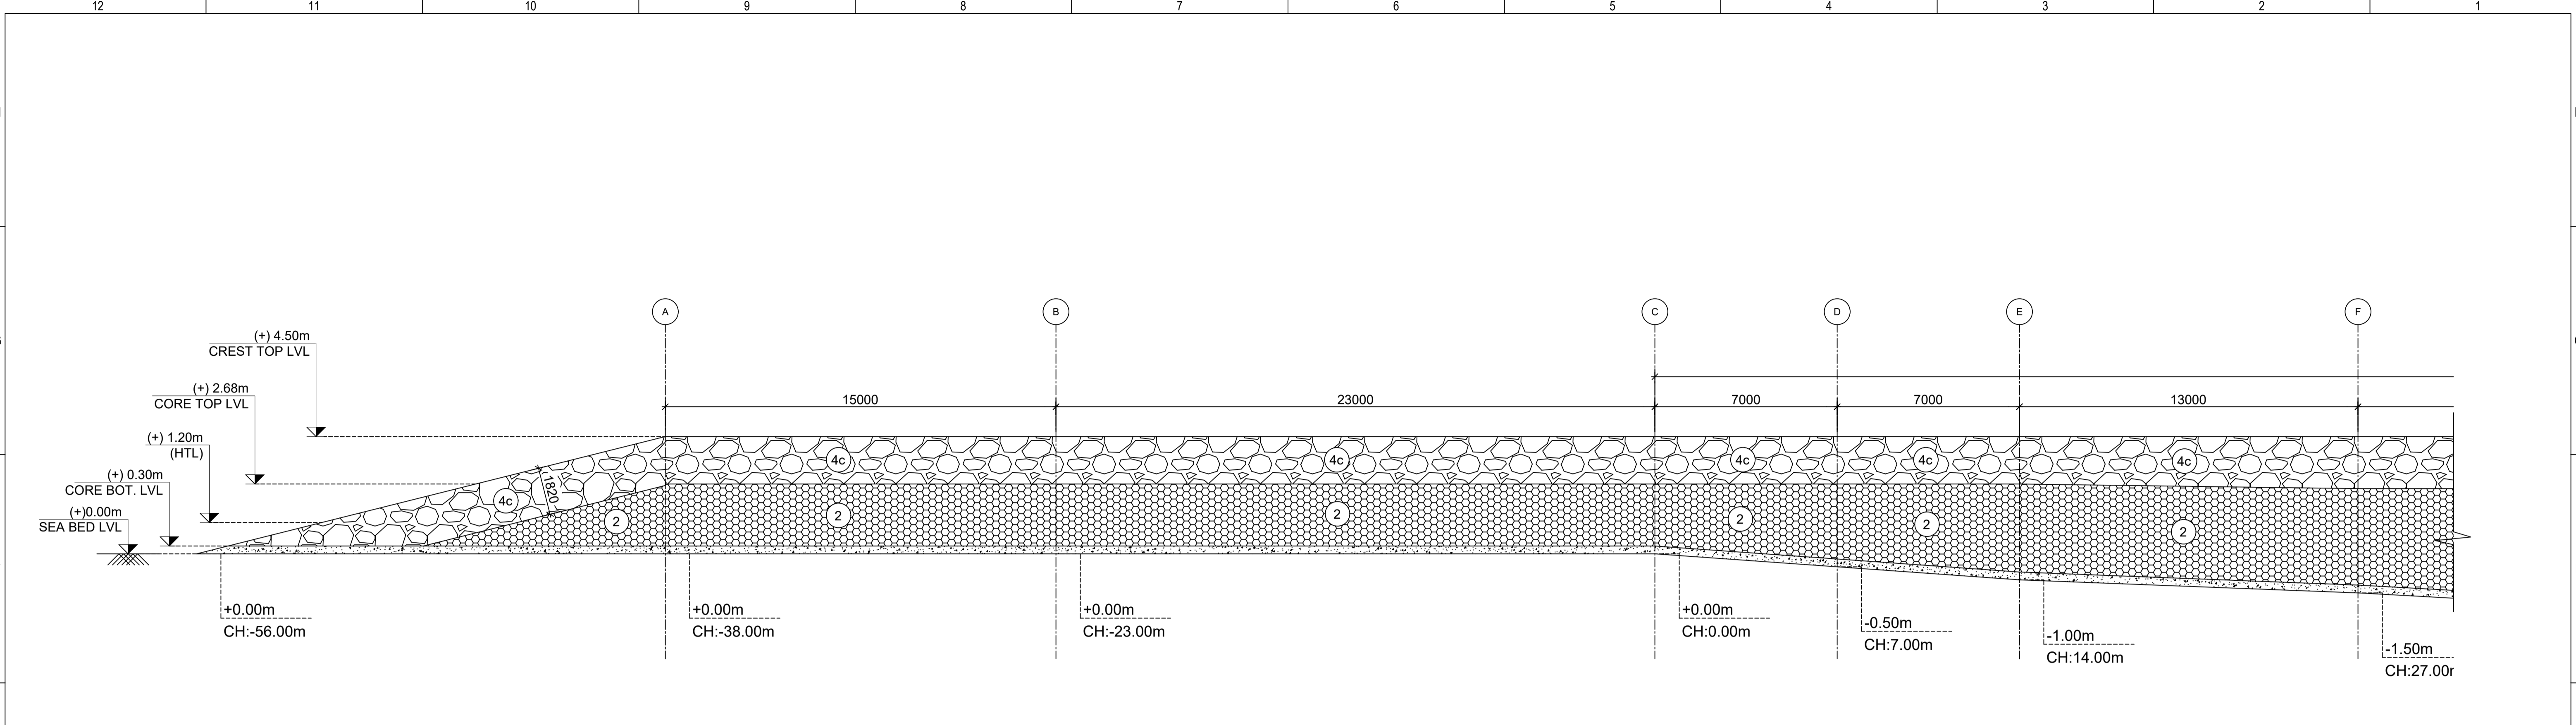 12 11 10 9 8 7 6 5 4 3 2 1
A B C D E F
(+) 4.50m
CREST TOP LVL
(+) 2.68m
CORE TOP LVL
15000 23000 7000 7000 13000
(+) 1.20m
(HTL)
(+) 0.30m
CORE BOT. LVL
(+)0.00m
SEA BED LVL
4c 4c 4c 4c 4c
1820
4c
2 2 2 2 2 2
+0.00m
CH:-56.00m
+0.00m
CH:-38.00m
+0.00m
CH:-23.00m
+0.00m
CH:0.00m
-0.50m
CH:7.00m
-1.00m
CH:14.00m
-1.50m
CH:27.00